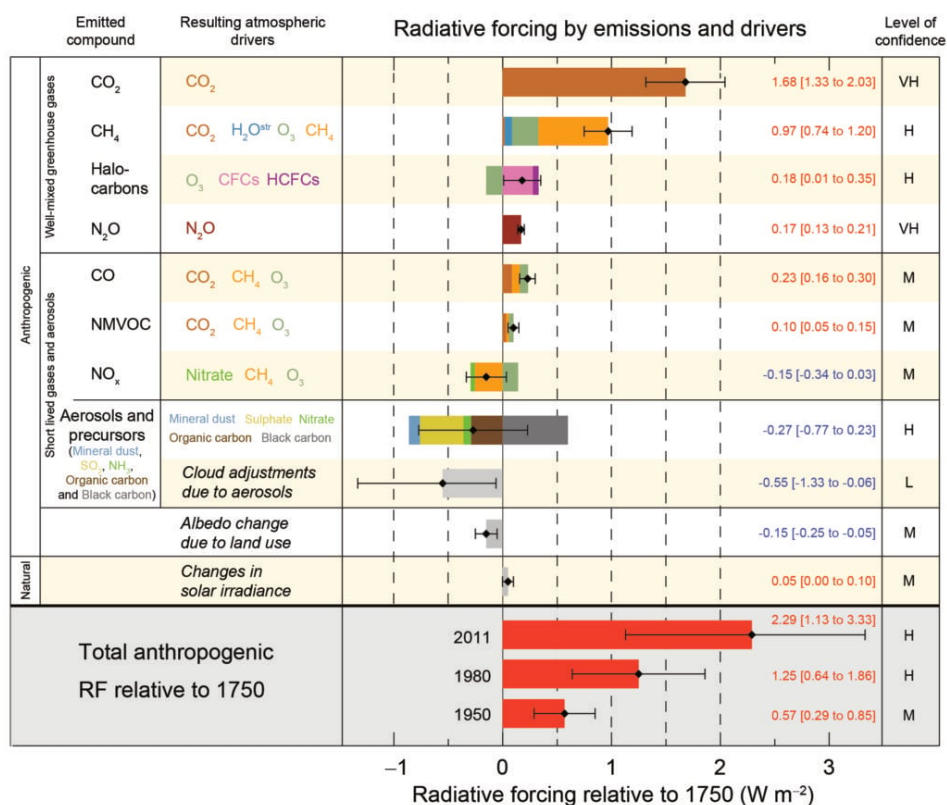 Emitted compound
Resulting atmospheric drivers
Radiative forcing by emissions and drivers
Level of confidence
Anthropogenic
Well-mixed greenhouse gases
CO₂
CO₂
1.68 [1.33 to 2.03]
VH
CH₄
CO₂ H₂Oˢᵗʳ O₃ CH₄
0.97 [0.74 to 1.20]
H
Halo-
carbons
O₃ CFCs HCFCs
0.18 [0.01 to 0.35]
H
N₂O
N₂O
0.17 [0.13 to 0.21]
VH
Short lived gases and aerosols
CO
CO₂ CH₄ O₃
0.23 [0.16 to 0.30]
M
NMVOC
CO₂ CH₄ O₃
0.10 [0.05 to 0.15]
M
NOₓ
Nitrate CH₄ O₃
-0.15 [-0.34 to 0.03]
M
Aerosols and
precursors
(Mineral dust,
SO₂, NH₃,
Organic carbon
and Black carbon)
Mineral dust Sulphate Nitrate
Organic carbon Black carbon
-0.27 [-0.77 to 0.23]
H
Cloud adjustments
due to aerosols
-0.55 [-1.33 to -0.06]
L
Albedo change
due to land use
-0.15 [-0.25 to -0.05]
M
Natural
Changes in
solar irradiance
0.05 [0.00 to 0.10]
M
Total anthropogenic
RF relative to 1750
2011
2.29 [1.13 to 3.33]
H
1980
1.25 [0.64 to 1.86]
H
1950
0.57 [0.29 to 0.85]
M
−1 0 1 2 3
Radiative forcing relative to 1750 (W m⁻²)